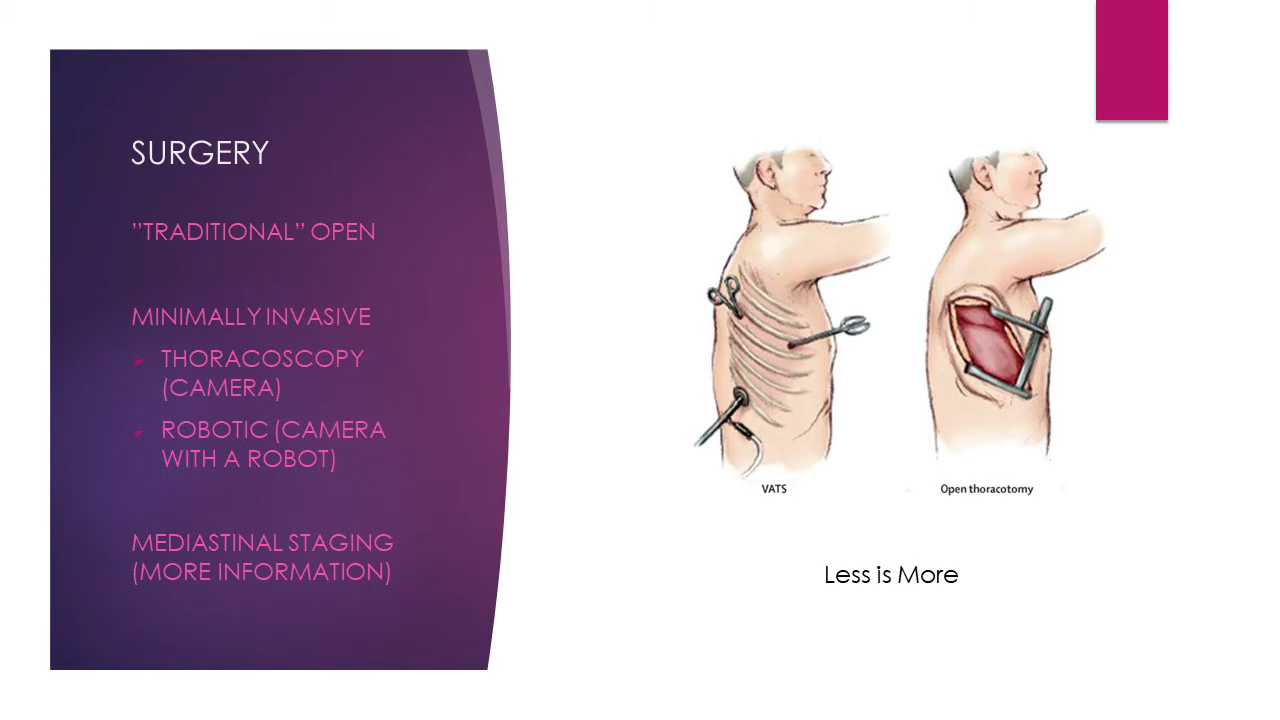 SURGERY
”TRADITIONAL” OPEN
MINIMALLY INVASIVE
THORACOSCOPY
(CAMERA)
ROBOTIC (CAMERA
WITH A ROBOT)
MEDIASTINAL STAGING
(MORE INFORMATION)
VATS
Open thoracotomy
Less is More